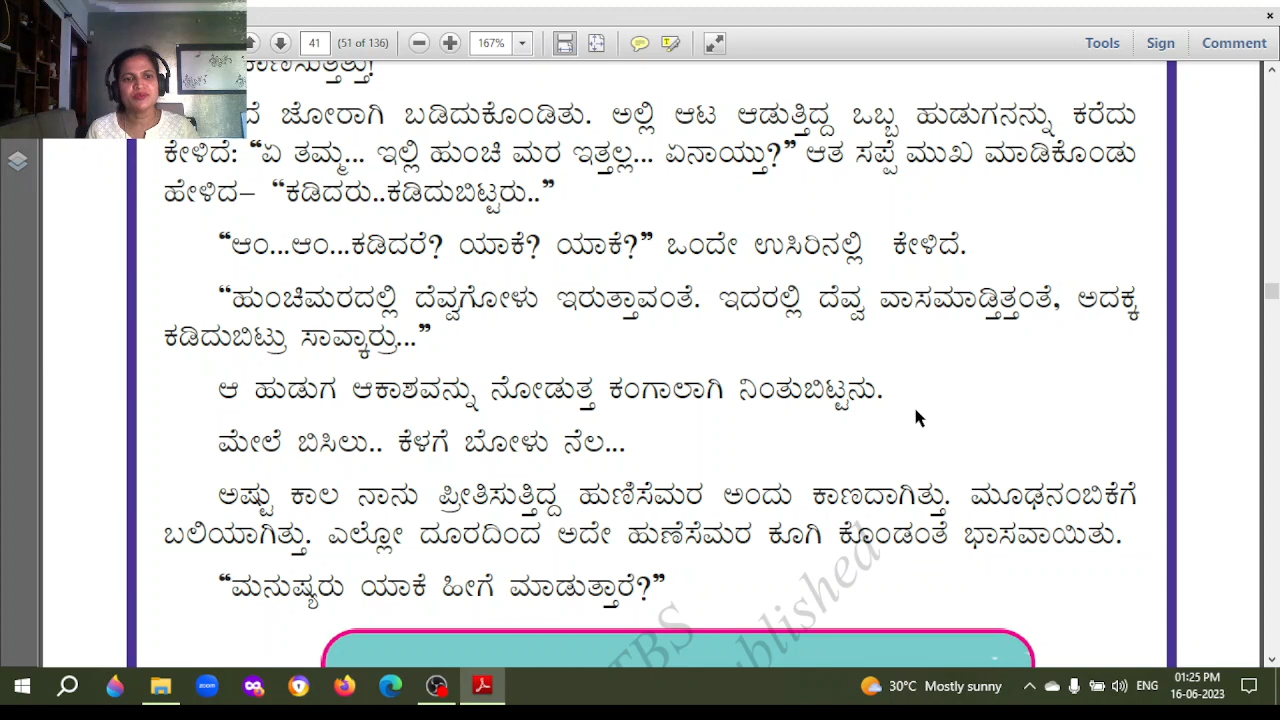 41 (51 of 136) 167% Tools Sign Comment
ಜೋರಾಗಿ ಬಡಿದುಕೊಂಡಿತು. ಅಲ್ಲಿ ಆಟ ಆಡುತ್ತಿದ್ದ ಒಬ್ಬ ಹುಡುಗನನ್ನು ಕರೆದು
ಕೇಳಿದೆ: “ಏ ತಮ್ಮ... ಇಲ್ಲಿ ಹುಂಚಿ ಮರ ಇತ್ತಲ್ಲ... ಏನಾಯ್ತು?” ಆತ ಸಪ್ಪೆ ಮುಖ ಮಾಡಿಕೊಂಡು
ಹೇಳಿದ– “ಕಡಿದರು..ಕಡಿದುಬಿಟ್ಟರು..”
“ಆಂ...ಆಂ...ಕಡಿದರೆ? ಯಾಕೆ? ಯಾಕೆ?” ಒಂದೇ ಉಸಿರಿನಲ್ಲಿ ಕೇಳಿದೆ.
“ಹುಂಚಿಮರದಲ್ಲಿ ದೆವ್ವಗೋಳು ಇರುತ್ತಾವಂತೆ. ಇದರಲ್ಲಿ ದೆವ್ವ ವಾಸಮಾಡ್ತಿತ್ತಂತೆ, ಅದಕ್ಕ
ಕಡಿದುಬಿಟ್ರು ಸಾವ್ಕಾರ್ರು...”
ಆ ಹುಡುಗ ಆಕಾಶವನ್ನು ನೋಡುತ್ತ ಕಂಗಾಲಾಗಿ ನಿಂತುಬಿಟ್ಟನು.
ಮೇಲೆ ಬಿಸಿಲು.. ಕೆಳಗೆ ಬೋಳು ನೆಲ...
ಅಷ್ಟು ಕಾಲ ನಾನು ಪ್ರೀತಿಸುತ್ತಿದ್ದ ಹುಣಿಸೆಮರ ಅಂದು ಕಾಣದಾಗಿತ್ತು. ಮೂಢನಂಬಿಕೆಗೆ
ಬಲಿಯಾಗಿತ್ತು. ಎಲ್ಲೋ ದೂರದಿಂದ ಅದೇ ಹುಣೆಸೆಮರ ಕೂಗಿ ಕೊಂಡಂತೆ ಭಾಸವಾಯಿತು.
“ಮನುಷ್ಯರು ಯಾಕೆ ಹೀಗೆ ಮಾಡುತ್ತಾರೆ?”
zoom 30°C Mostly sunny ENG 01:25 PM
16-06-2023